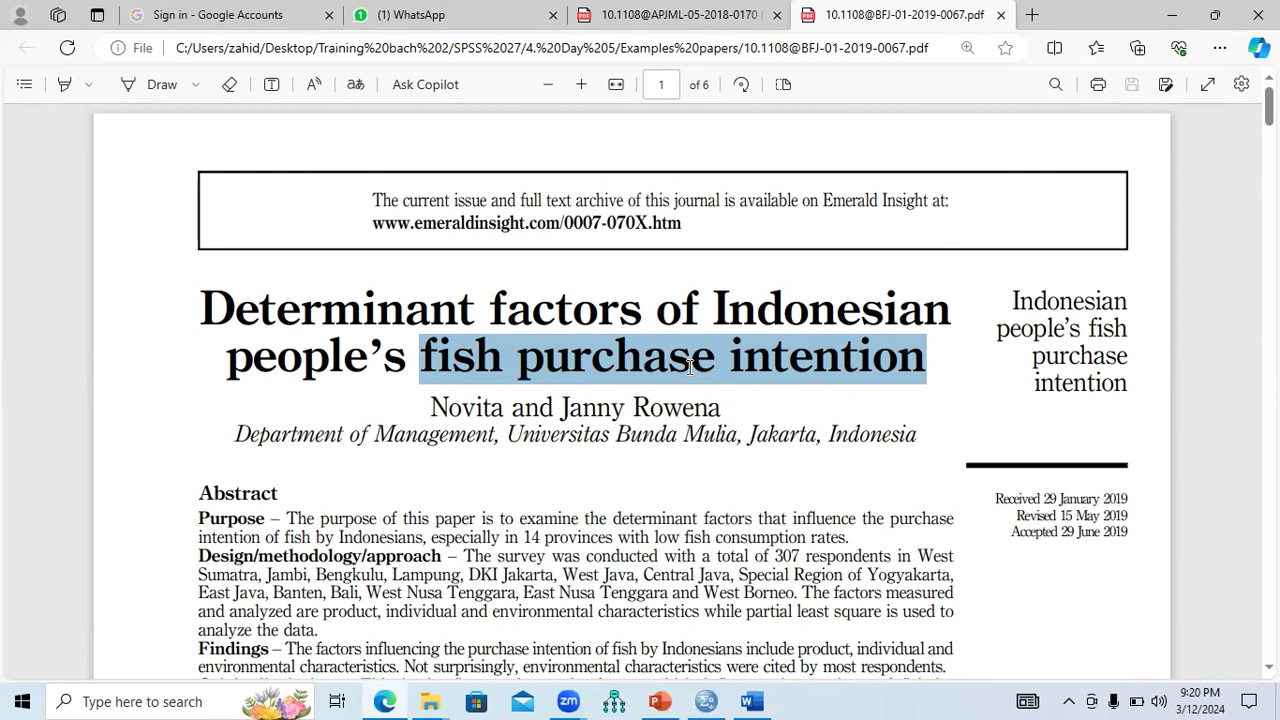 Sign in - Google Accounts
(1) WhatsApp
10.1108@APJML-05-2018-0170 (
10.1108@BFJ-01-2019-0067.pdf
File
C:/Users/zahid/Desktop/Training%20bach%202/SPSS%2027/4.%20Day%205/Examples%20papers/10.1108@BFJ-01-2019-0067.pdf
Draw
aあ
Ask Copilot
1 of 6
The current issue and full text archive of this journal is available on Emerald Insight at:
www.emeraldinsight.com/0007-070X.htm
Determinant factors of Indonesian
people's fish purchase intention
Novita and Janny Rowena
Department of Management, Universitas Bunda Mulia, Jakarta, Indonesia
Indonesian
people's fish
purchase
intention
Received 29 January 2019
Revised 15 May 2019
Accepted 29 June 2019
Abstract
Purpose – The purpose of this paper is to examine the determinant factors that influence the purchase
intention of fish by Indonesians, especially in 14 provinces with low fish consumption rates.
Design/methodology/approach – The survey was conducted with a total of 307 respondents in West
Sumatra, Jambi, Bengkulu, Lampung, DKI Jakarta, West Java, Central Java, Special Region of Yogyakarta,
East Java, Banten, Bali, West Nusa Tenggara, East Nusa Tenggara and West Borneo. The factors measured
and analyzed are product, individual and environmental characteristics while partial least square is used to
analyze the data.
Findings – The factors influencing the purchase intention of fish by Indonesians include product, individual and
environmental characteristics. Not surprisingly, environmental characteristics were cited by most respondents.
Type here to search
9:20 PM
3/12/2024